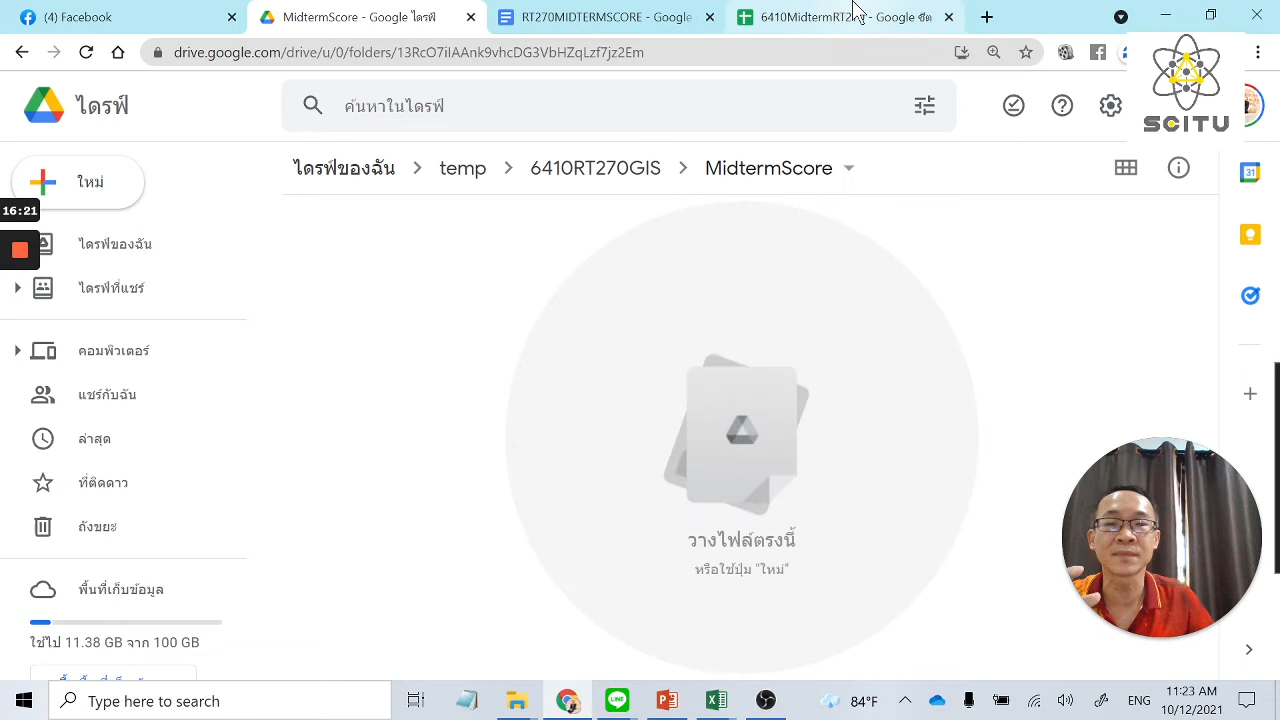 (4) Facebook
MidtermScore - Google ไดรฟ์
RT270MIDTERMSCORE - Google
6410MidtermRT2 - Google ชีต
drive.google.com/drive/u/0/folders/13RcO7iIAAnk9vhcDG3VbHZqLzf7jz2Em
SCITU
ไดรฟ์
ค้นหาในไดรฟ์
ใหม่
ไดรฟ์ของฉัน
temp
6410RT270GIS
MidtermScore
31
16:21
ไดรฟ์ของฉัน
ไดรฟ์ที่แชร์
คอมพิวเตอร์
แชร์กับฉัน
ล่าสุด
ที่ติดดาว
ถังขยะ
พื้นที่เก็บข้อมูล
ใช้ไป 11.38 GB จาก 100 GB
วางไฟล์ตรงนี้
หรือใช้ปุ่ม "ใหม่"
Type here to search
84°F
ENG
11:23 AM
10/12/2021